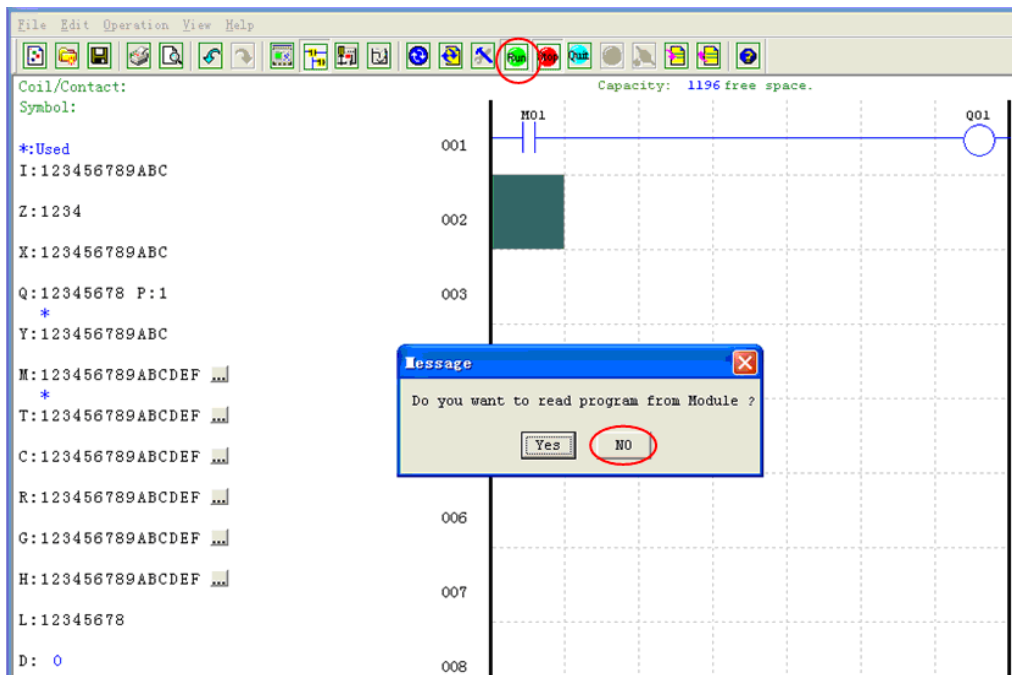 File Edit Operation View Help
Run Stop Quit
Coil/Contact:
Capacity: 1196 free space.
Symbol:
M01
Q01
*:Used
001
I:123456789ABC
Z:1234
002
X:123456789ABC
Q:12345678 P:1
003
*
Y:123456789ABC
Message
M:123456789ABCDEF ...
Do you want to read program from Module ?
*
T:123456789ABCDEF ...
Yes NO
C:123456789ABCDEF ...
R:123456789ABCDEF ...
006
G:123456789ABCDEF ...
H:123456789ABCDEF ...
007
L:12345678
D: 0
008